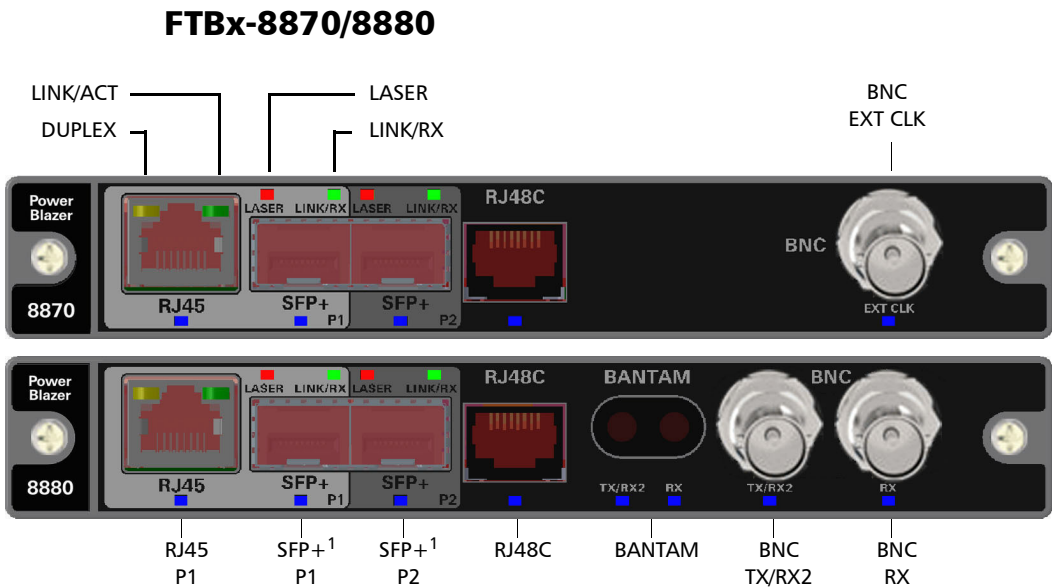 FTBx-8870/8880
LINK/ACT
LASER
BNC
EXT CLK
DUPLEX
LINK/RX
Power
Blazer
LASER LINK/RX LASER LINK/RX
RJ48C
BNC
8870
RJ45
SFP+
P1
SFP+
P2
EXT CLK
Power
Blazer
LASER LINK/RX LASER LINK/RX
RJ48C
BANTAM
BNC
8880
RJ45
SFP+
P1
SFP+
P2
TX/RX2
RX
TX/RX2
RX
RJ45
P1
SFP+1
P1
SFP+1
P2
RJ48C
BANTAM
BNC
TX/RX2
BNC
RX